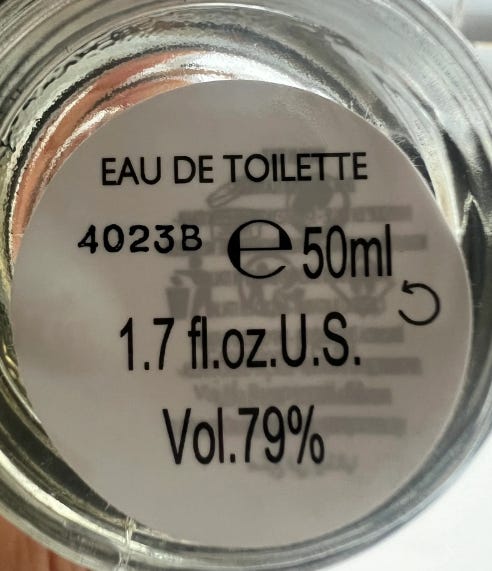 EAU DE TOILETTE
4023B ℮ 50ml
1.7 fl.oz.U.S.
Vol.79%